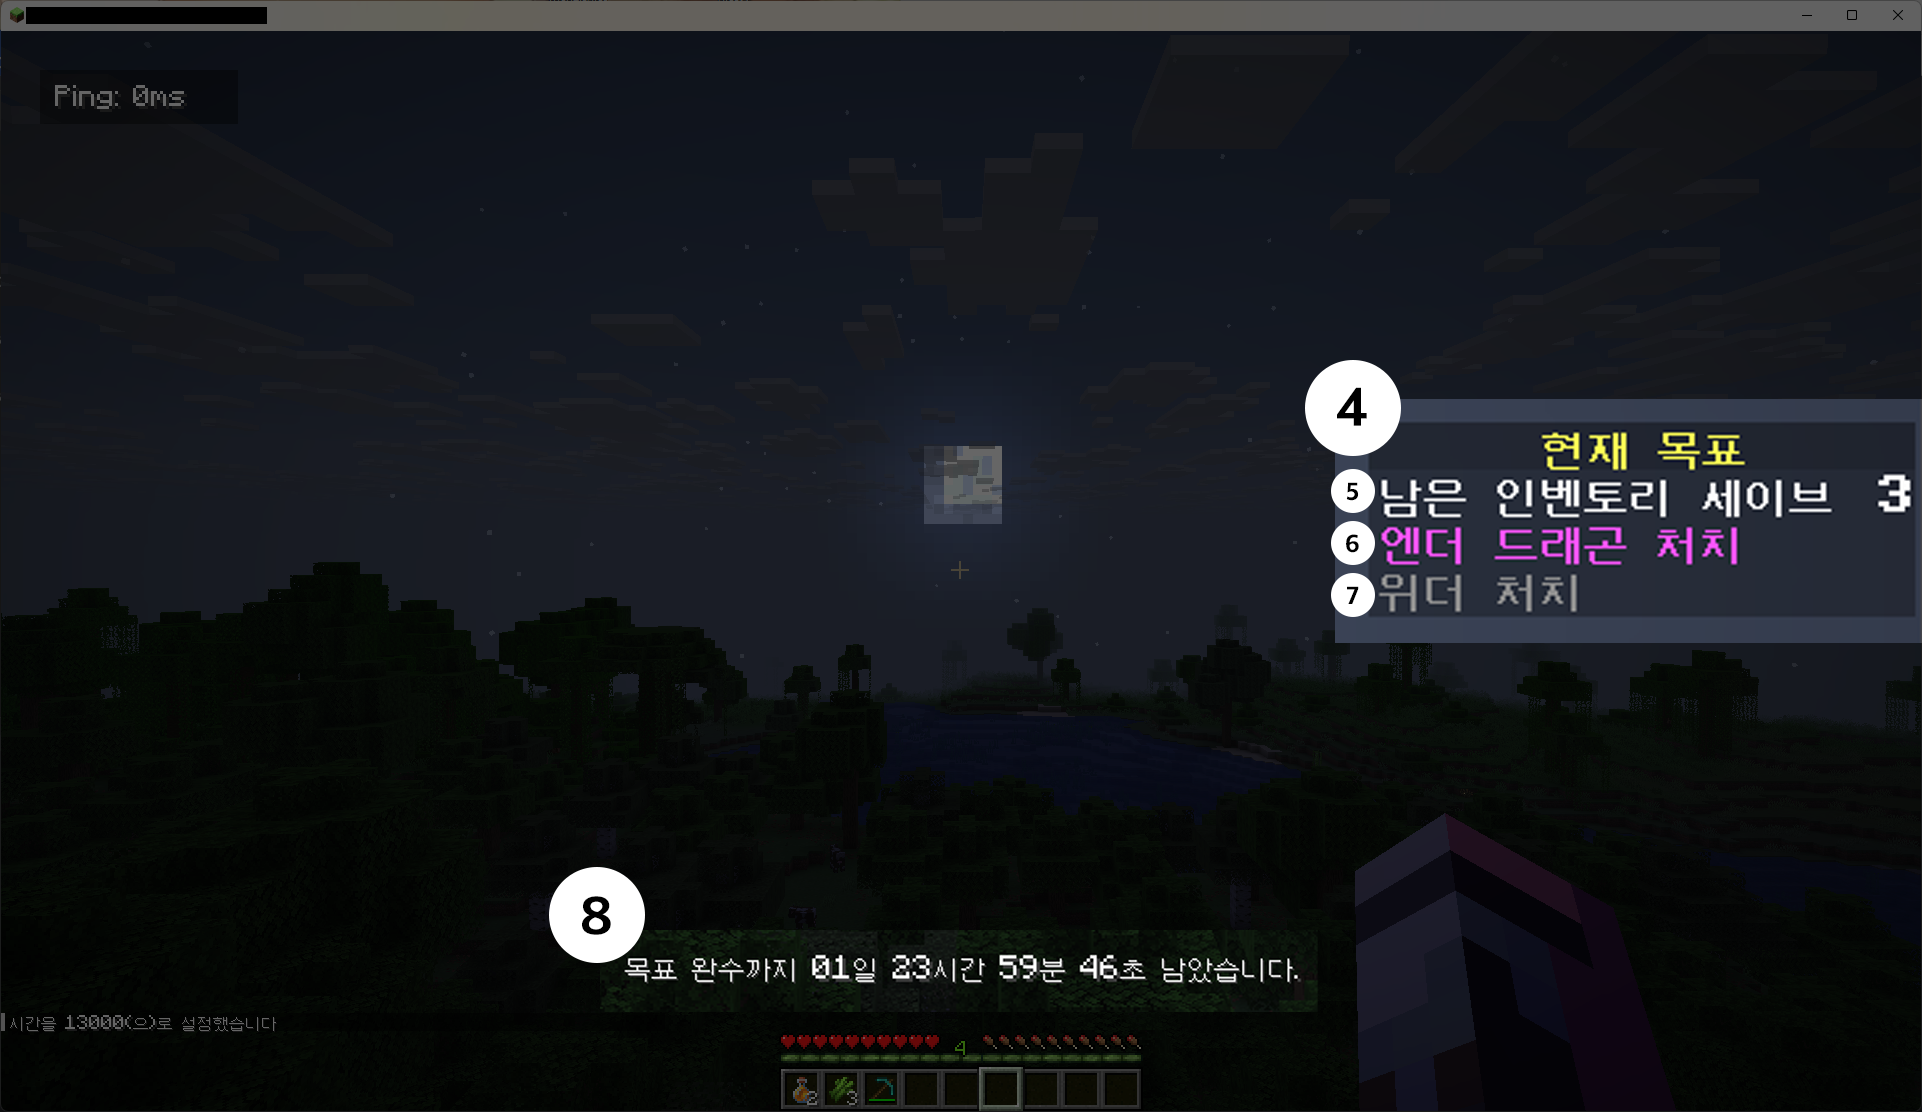 Ping: 0ms
4
현재 목표
5 남은 인벤토리 세이브 3
6 엔더 드래곤 처치
7 위더 처치
8
목표 완수까지 01일 23시간 59분 46초 남았습니다.
시간을 13000(으)로 설정했습니다
4
2 3